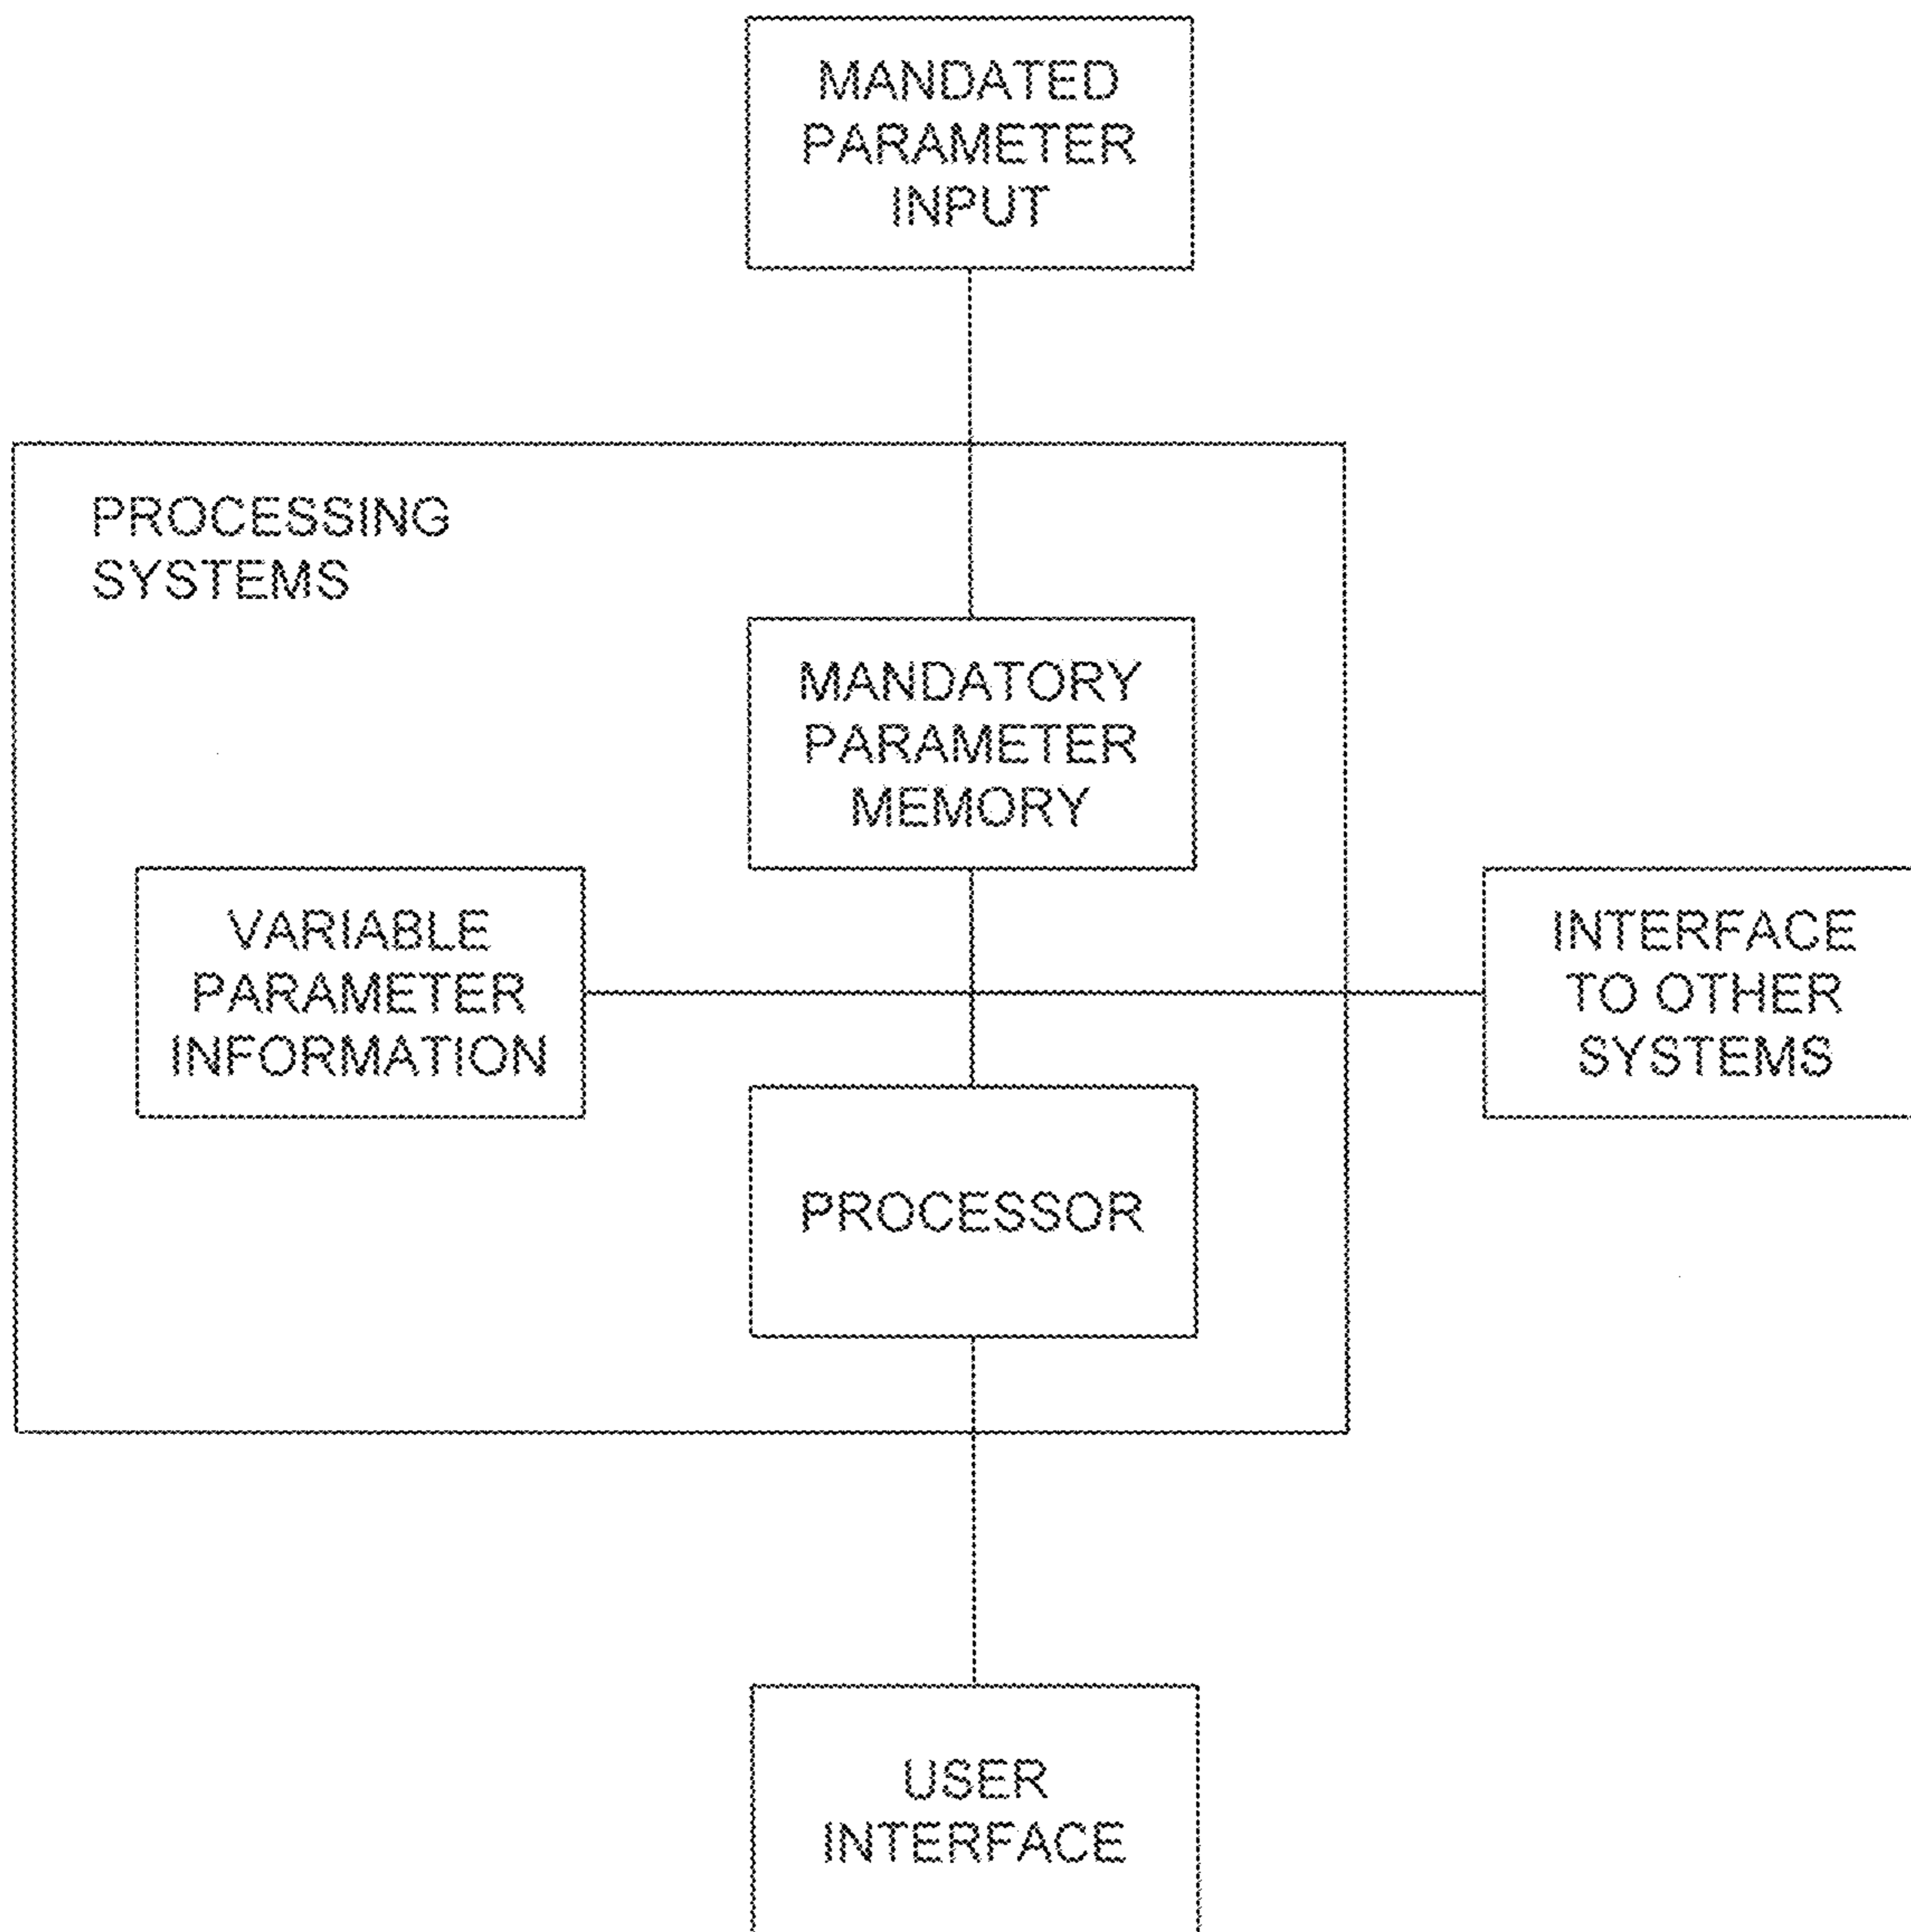 MANDATED
PARAMETER
INPUT
PROCESSING
SYSTEMS
MANDATORY
PARAMETER
MEMORY
VARIABLE
PARAMETER
INFORMATION
INTERFACE
TO OTHER
SYSTEMS
PROCESSOR
USER
INTERFACE